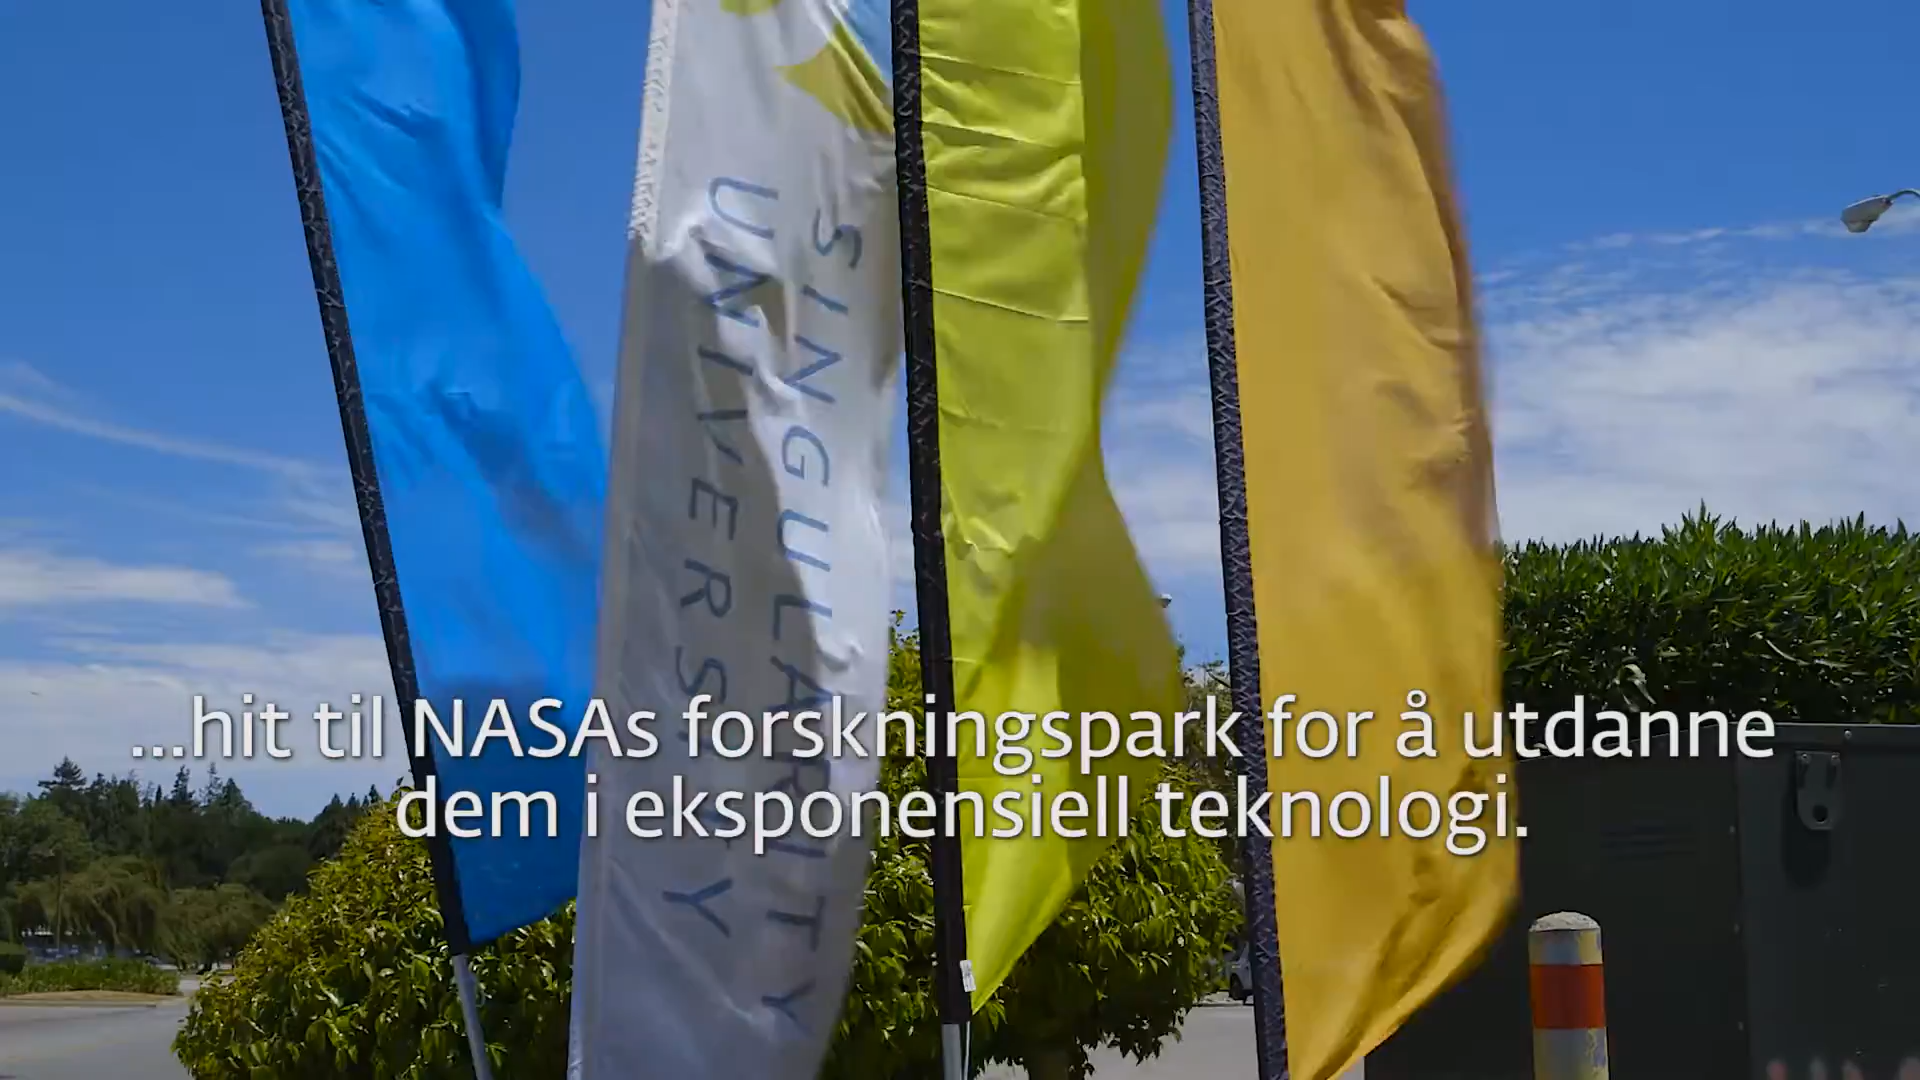 SINGULARITY
UNIVERSITY
...hit til NASAs forskningspark for å utdanne
dem i eksponensiell teknologi.